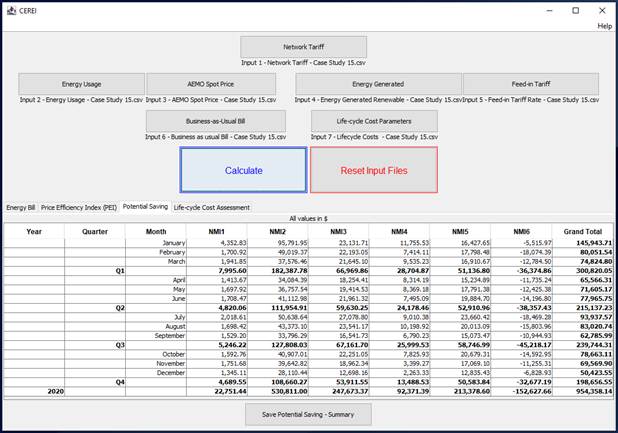 CEREI
Help
Network Tariff
Input 1 - Network Tariff - Case Study 15.csv
Energy Usage AEMO Spot Price Energy Generated Feed-in Tariff
Input 2 - Energy Usage - Case Study 15.csv Input 3 - AEMO Spot Price - Case Study 15.csv Input 4 - Energy Generated Renewable - Case Study 15.csv Input 5 - Feed-in Tariff Rate - Case Study 15.csv
Business-as-Usual Bill Life-cycle Cost Parameters
Input 6 - Business as usual Bill - Case Study 15.csv Input 7 - Lifecycle Costs - Case Study 15.csv
Calculate Reset Input Files
Energy Bill Price Efficiency Index (PEI) Potential Saving Life-cycle Cost Assessment
All values in $
Year Quarter Month NMI1 NMI2 NMI3 NMI4 NMI5 NMI6 Grand Total
January 4,352.83 95,791.95 23,131.71 11,755.53 16,427.65 -5,515.97 145,943.71
February 1,700.92 49,019.37 22,193.05 7,414.11 17,798.48 -18,074.39 80,051.54
March 1,941.85 37,576.46 21,645.10 9,535.23 16,910.67 -12,784.50 74,824.80
Q1 7,995.60 182,387.78 66,969.86 28,704.87 51,136.80 -36,374.86 300,820.05
April 1,413.67 34,084.39 18,254.41 8,314.19 15,234.89 -11,735.24 65,566.31
May 1,697.92 36,757.54 19,414.53 8,369.18 17,791.38 -12,425.38 71,605.17
June 1,708.47 41,112.98 21,961.32 7,495.09 19,884.70 -14,196.80 77,965.75
Q2 4,820.06 111,954.91 59,630.25 24,178.46 52,910.96 -38,357.43 215,137.23
July 2,018.61 50,638.64 27,078.80 9,010.38 23,660.42 -18,469.28 93,937.57
August 1,698.42 43,373.10 23,541.17 10,198.92 20,013.09 -15,803.96 83,020.74
September 1,529.20 33,796.29 16,541.73 6,790.23 15,073.47 -10,944.93 62,785.99
Q3 5,246.22 127,808.03 67,161.70 25,999.53 58,746.99 -45,218.17 239,744.31
October 1,592.76 40,907.01 22,251.05 7,825.93 20,679.31 -14,592.95 78,663.11
November 1,751.68 39,642.82 18,962.34 3,399.27 17,069.10 -11,255.31 69,569.90
December 1,345.11 28,110.44 12,698.16 2,263.33 12,835.43 -6,828.93 50,423.55
Q4 4,689.55 108,660.27 53,911.55 13,488.53 50,583.84 -32,677.19 198,656.55
2020 22,751.44 530,811.00 247,673.37 92,371.39 213,378.60 -152,627.66 954,358.14
Save Potential Saving - Summary